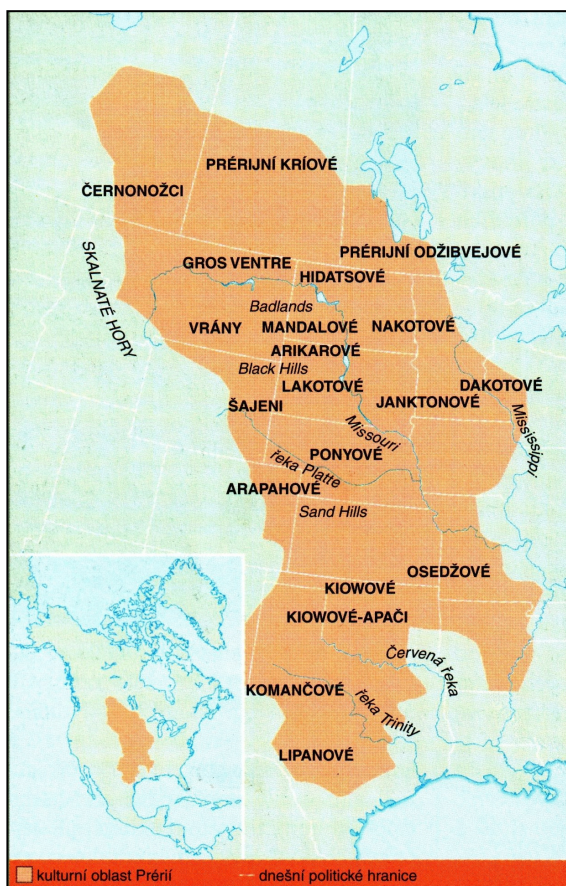 PRÉRIJNÍ KRÍOVÉ
ČERNONOŽCI
PRÉRIJNÍ ODŽIBVEJOVÉ
SKALNATÉ HORY
GROS VENTRE
HIDATSOVÉ
Badlands
VRÁNY
MANDALOVÉ
NAKOTOVÉ
ARIKAROVÉ
Black Hills
LAKOTOVÉ
DAKOTOVÉ
ŠAJENI
JANKTONOVÉ
Mississippi
Missouri
PONYOVÉ
řeka Platte
ARAPAHOVÉ
Sand Hills
OSEDŽOVÉ
KIOWOVÉ
KIOWOVÉ-APAČI
Červená řeka
KOMANČOVÉ
řeka Trinity
LIPANOVÉ
kulturní oblast Prérií
dnešní politické hranice